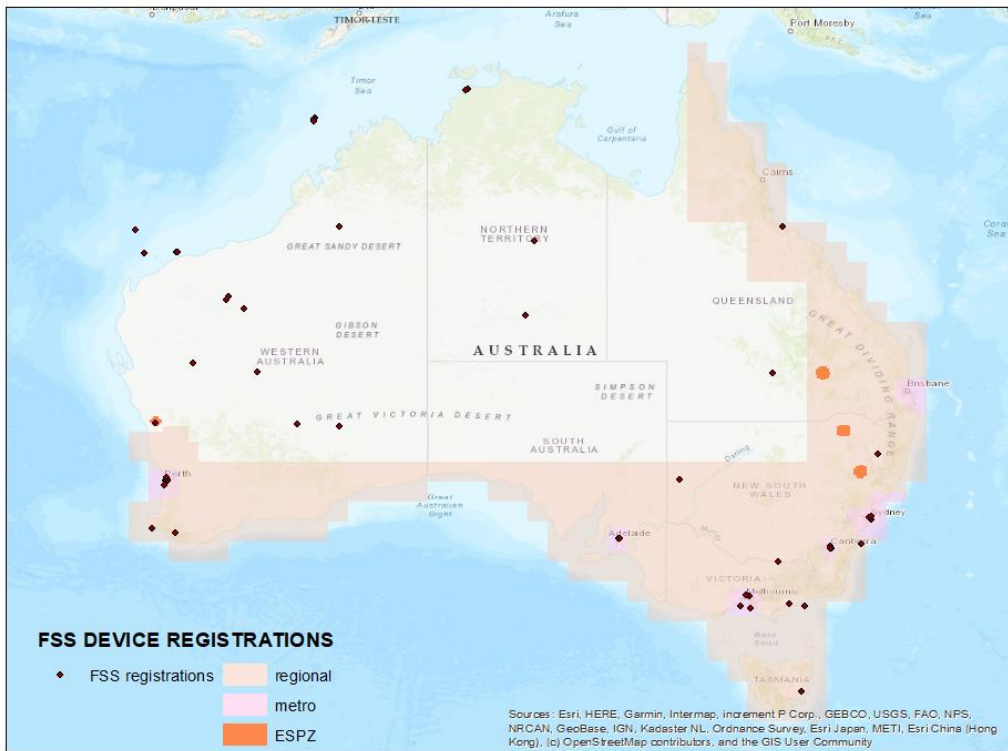 Denpasar
TIMOR-LESTE
Arafura
Sea
Port Moresby
Timor
Sea
Gulf of
Carpentaria
Cairns
Coral
Sea
NORTHERN
TERRITORY
GREAT SANDY DESERT
QUEENSLAND
GIBSON
DESERT
AUSTRALIA
WESTERN
AUSTRALIA
GREAT DIVIDING RANGE
SIMPSON
DESERT
Brisbane
GREAT VICTORIA DESERT
SOUTH
AUSTRALIA
Darling
Perth
NEW SOUTH
WALES
Great
Australian
Bight
Sydney
Murray
Adelaide
Canberra
VICTORIA
Melbourne
Bass
Strait
TASMANIA
FSS DEVICE REGISTRATIONS
FSS registrations
regional
metro
ESPZ
Sources: Esri, HERE, Garmin, Intermap, increment P Corp., GEBCO, USGS, FAO, NPS,
NRCAN, GeoBase, IGN, Kadaster NL, Ordnance Survey, Esri Japan, METI, Esri China (Hong
Kong), (c) OpenStreetMap contributors, and the GIS User Community